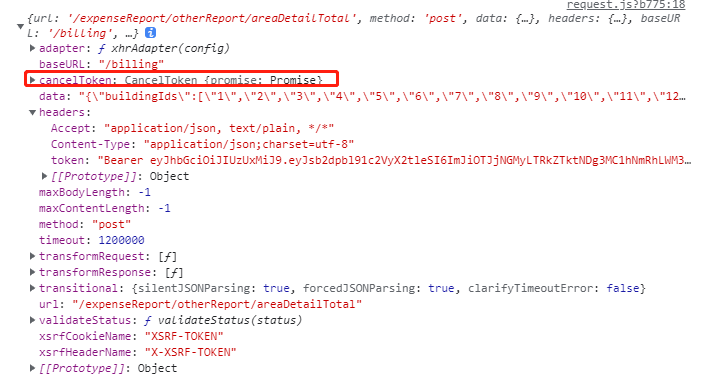 request.js?b775:18
{url: '/expenseReport/otherReport/areaDetailTotal', method: 'post', data: {…}, headers: {…}, baseUR
L: '/billing', …} i
adapter: ƒ xhrAdapter(config)
baseURL: "/billing"
cancelToken: CancelToken {promise: Promise}
data: "{\"buildingIds\":[\"1\",\"2\",\"3\",\"4\",\"5\",\"6\",\"7\",\"8\",\"9\",\"10\",\"11\",\"12…
headers:
Accept: "application/json, text/plain, */*"
Content-Type: "application/json;charset=utf-8"
token: "Bearer eyJhbGciOiJIUzUxMiJ9.eyJsb2dpbl91c2VyX2tleSI6ImJiOTJjNGMyLTRkZTktNDg3MC1hNmRhLWM3…
[[Prototype]]: Object
maxBodyLength: -1
maxContentLength: -1
method: "post"
timeout: 1200000
transformRequest: [ƒ]
transformResponse: [ƒ]
transitional: {silentJSONParsing: true, forcedJSONParsing: true, clarifyTimeoutError: false}
url: "/expenseReport/otherReport/areaDetailTotal"
validateStatus: ƒ validateStatus(status)
xsrfCookieName: "XSRF-TOKEN"
xsrfHeaderName: "X-XSRF-TOKEN"
[[Prototype]]: Object